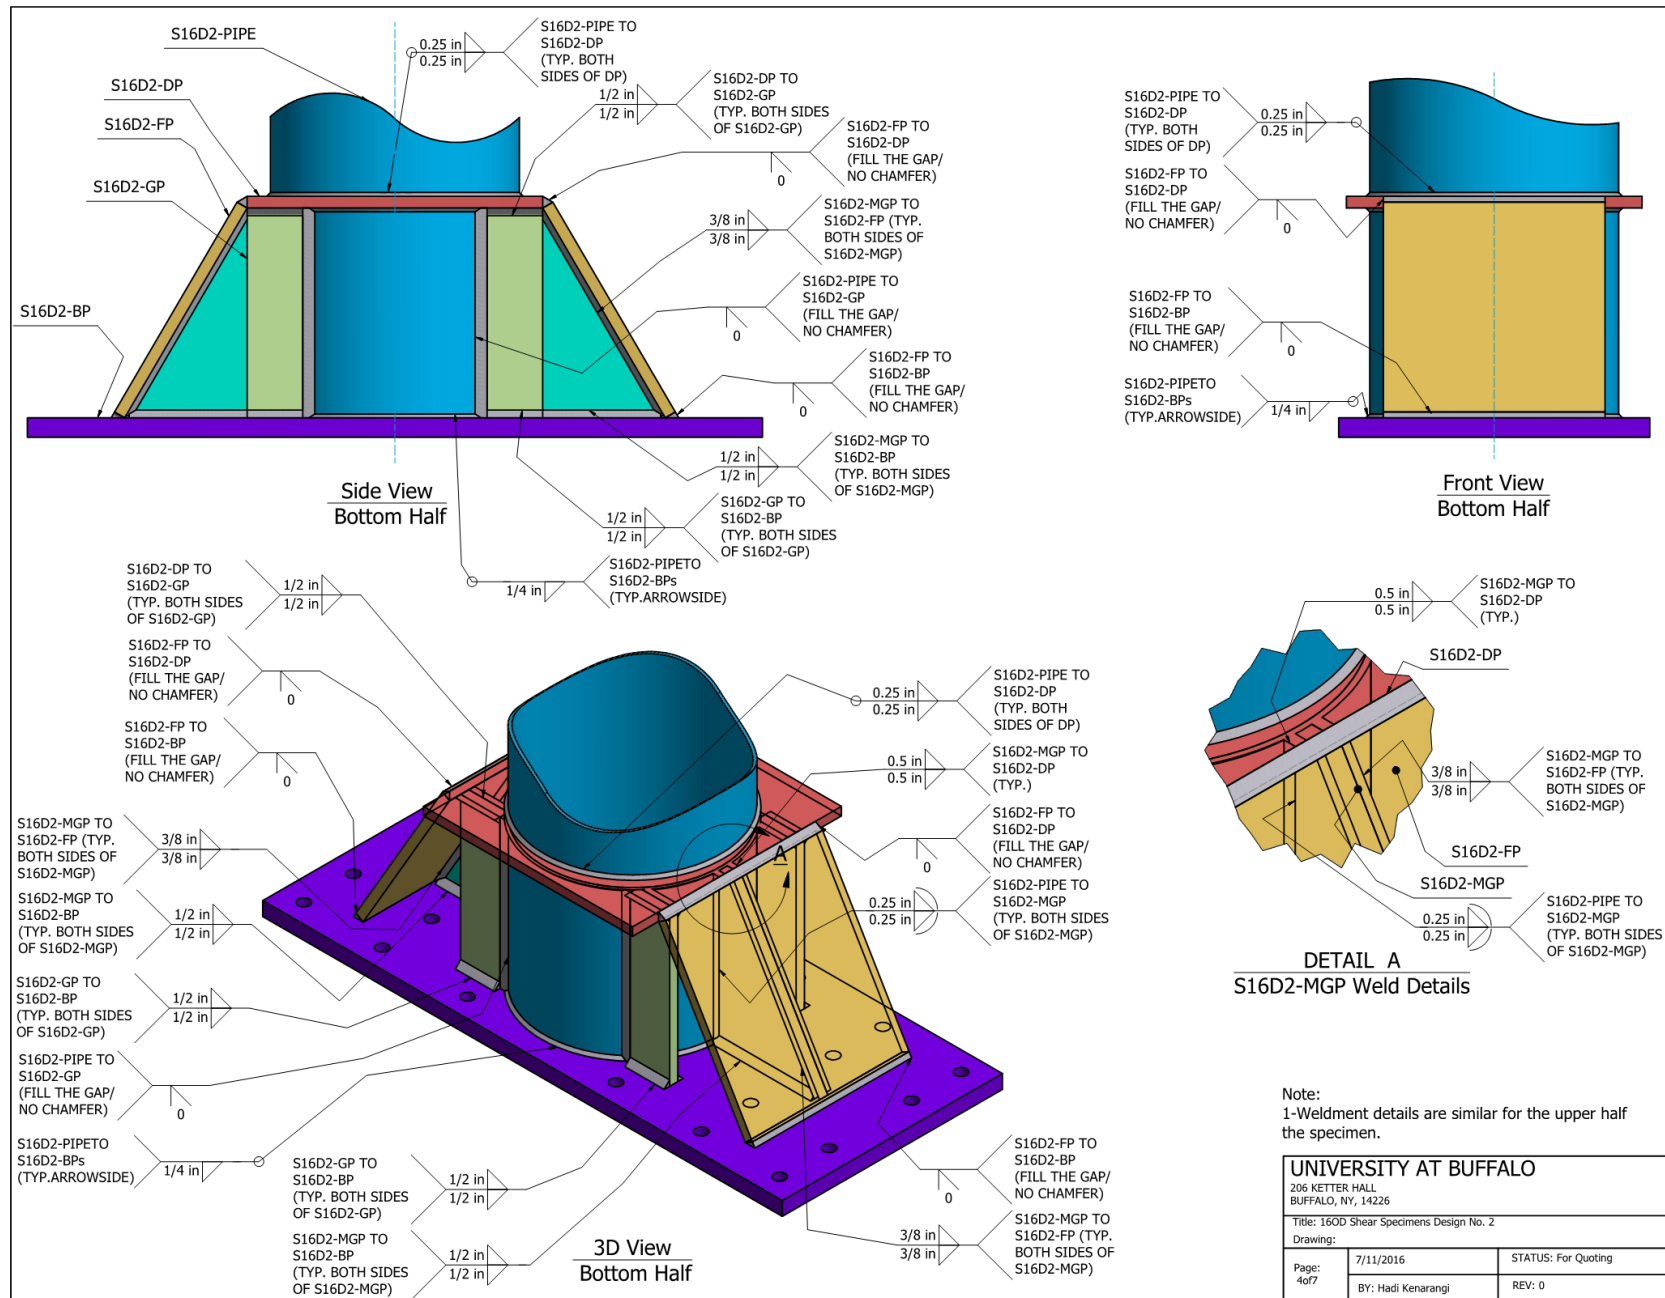 S16D2-PIPE
S16D2-DP
S16D2-FP
S16D2-GP
S16D2-BP
0.25 in
0.25 in
S16D2-PIPE TO
S16D2-DP
(TYP. BOTH
SIDES OF DP)
1/2 in
1/2 in
S16D2-DP TO
S16D2-GP
(TYP. BOTH SIDES
OF S16D2-GP)
0
S16D2-FP TO
S16D2-DP
(FILL THE GAP/
NO CHAMFER)
3/8 in
3/8 in
S16D2-MGP TO
S16D2-FP (TYP.
BOTH SIDES OF
S16D2-MGP)
0
S16D2-PIPE TO
S16D2-GP
(FILL THE GAP/
NO CHAMFER)
0
S16D2-FP TO
S16D2-BP
(FILL THE GAP/
NO CHAMFER)
1/2 in
1/2 in
S16D2-MGP TO
S16D2-BP
(TYP. BOTH SIDES
OF S16D2-MGP)
1/2 in
1/2 in
S16D2-GP TO
S16D2-BP
(TYP. BOTH SIDES
OF S16D2-GP)
1/4 in
S16D2-PIPETO
S16D2-BPs
(TYP.ARROWSIDE)
Side View
Bottom Half
S16D2-PIPE TO
S16D2-DP
(TYP. BOTH
SIDES OF DP)
0.25 in
0.25 in
S16D2-FP TO
S16D2-DP
(FILL THE GAP/
NO CHAMFER)
0
S16D2-FP TO
S16D2-BP
(FILL THE GAP/
NO CHAMFER)
0
S16D2-PIPETO
S16D2-BPs
(TYP.ARROWSIDE)
1/4 in
Front View
Bottom Half
S16D2-DP TO
S16D2-GP
(TYP. BOTH SIDES
OF S16D2-GP)
1/2 in
1/2 in
S16D2-FP TO
S16D2-DP
(FILL THE GAP/
NO CHAMFER)
0
S16D2-FP TO
S16D2-BP
(FILL THE GAP/
NO CHAMFER)
0
S16D2-MGP TO
S16D2-FP (TYP.
BOTH SIDES OF
S16D2-MGP)
3/8 in
3/8 in
S16D2-MGP TO
S16D2-BP
(TYP. BOTH SIDES
OF S16D2-MGP)
1/2 in
1/2 in
S16D2-GP TO
S16D2-BP
(TYP. BOTH SIDES
OF S16D2-GP)
1/2 in
1/2 in
S16D2-PIPE TO
S16D2-GP
(FILL THE GAP/
NO CHAMFER)
0
S16D2-PIPETO
S16D2-BPs
(TYP.ARROWSIDE)
1/4 in
S16D2-GP TO
S16D2-BP
(TYP. BOTH SIDES
OF S16D2-GP)
1/2 in
1/2 in
S16D2-MGP TO
S16D2-BP
(TYP. BOTH SIDES
OF S16D2-MGP)
1/2 in
1/2 in
A
0.25 in
0.25 in
S16D2-PIPE TO
S16D2-DP
(TYP. BOTH
SIDES OF DP)
0.5 in
0.5 in
S16D2-MGP TO
S16D2-DP
(TYP.)
0
S16D2-FP TO
S16D2-DP
(FILL THE GAP/
NO CHAMFER)
0.25 in
0.25 in
S16D2-PIPE TO
S16D2-MGP
(TYP. BOTH SIDES
OF S16D2-MGP)
0
S16D2-FP TO
S16D2-BP
(FILL THE GAP/
NO CHAMFER)
3/8 in
3/8 in
S16D2-MGP TO
S16D2-FP (TYP.
BOTH SIDES OF
S16D2-MGP)
3D View
Bottom Half
0.5 in
0.5 in
S16D2-MGP TO
S16D2-DP
(TYP.)
S16D2-DP
3/8 in
3/8 in
S16D2-MGP TO
S16D2-FP (TYP.
BOTH SIDES OF
S16D2-MGP)
S16D2-FP
S16D2-MGP
0.25 in
0.25 in
S16D2-PIPE TO
S16D2-MGP
(TYP. BOTH SIDES
OF S16D2-MGP)
DETAIL A
S16D2-MGP Weld Details
Note:
1-Weldment details are similar for the upper half
the specimen.
UNIVERSITY AT BUFFALO
206 KETTER HALL
BUFFALO, NY, 14226
Title: 16OD Shear Specimens Design No. 2
Drawing:
Page:
4of7
7/11/2016
STATUS: For Quoting
BY: Hadi Kenarangi
REV: 0